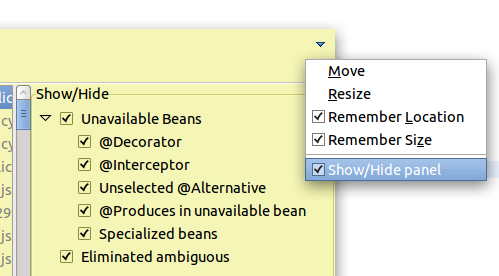 Move
Resize
Remember Location
Remember Size
Show/Hide panel
Show/Hide
Unavailable Beans
@Decorator
@Interceptor
Unselected @Alternative
@Produces in unavailable bean
Specialized beans
Eliminated ambiguous
lic
cy
cy
lic
js
29
js
js